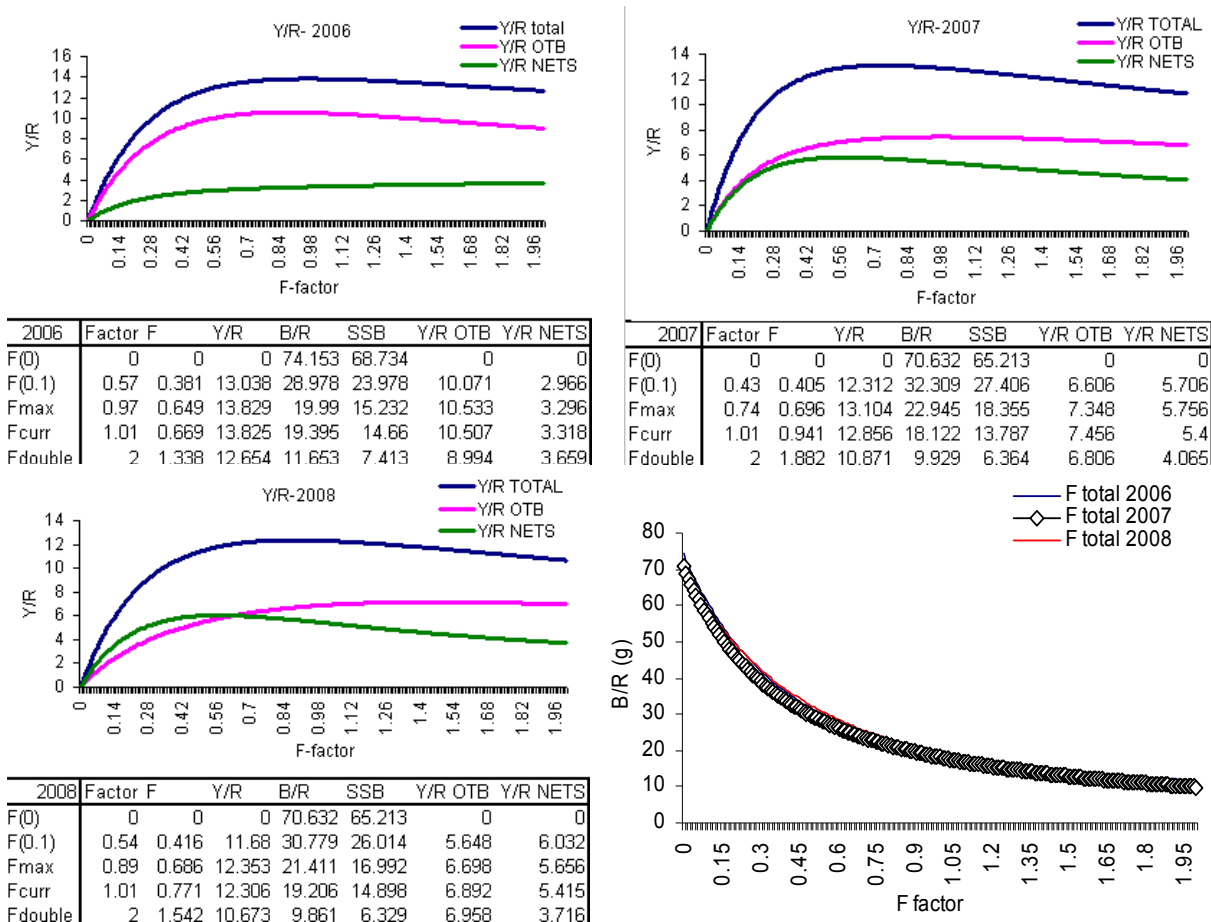 Y/R- 2006
Y/R total
Y/R OTB
Y/R NETS
Y/R
16
14
12
10
8
6
4
2
0
0 0.14 0.28 0.42 0.56 0.7 0.84 0.98 1.12 1.26 1.4 1.54 1.68 1.82 1.96
F-factor
2006 Factor F Y/R B/R SSB Y/R OTB Y/R NETS
F(0) 0 0 0 74.153 68.734 0 0
F(0.1) 0.57 0.381 13.038 28.978 23.978 10.071 2.966
Fmax 0.97 0.649 13.829 19.99 15.232 10.533 3.296
Fcurr 1.01 0.669 13.825 19.395 14.66 10.507 3.318
Fdouble 2 1.338 12.654 11.653 7.413 8.994 3.659
Y/R-2007
Y/R TOTAL
Y/R OTB
Y/R NETS
Y/R
14
12
10
8
6
4
2
0
0 0.14 0.28 0.42 0.56 0.7 0.84 0.98 1.12 1.26 1.4 1.54 1.68 1.82 1.96
F-factor
2007 Factor F Y/R B/R SSB Y/R OTB Y/R NETS
F(0) 0 0 0 70.632 65.213 0 0
F(0.1) 0.43 0.405 12.312 32.309 27.406 6.606 5.706
Fmax 0.74 0.696 13.104 22.945 18.355 7.348 5.756
Fcurr 1.01 0.941 12.856 18.122 13.787 7.456 5.4
Fdouble 2 1.882 10.871 9.929 6.364 6.806 4.065
Y/R-2008
Y/R TOTAL
Y/R OTB
Y/R NETS
Y/R
14
12
10
8
6
4
2
0
0 0.14 0.28 0.42 0.56 0.7 0.84 0.98 1.12 1.26 1.4 1.54 1.68 1.82 1.96
F-factor
2008 Factor F Y/R B/R SSB Y/R OTB Y/R NETS
F(0) 0 0 0 70.632 65.213 0 0
F(0.1) 0.54 0.416 11.68 30.779 26.014 5.648 6.032
Fmax 0.89 0.686 12.353 21.411 16.992 6.698 5.656
Fcurr 1.01 0.771 12.306 19.206 14.898 6.892 5.415
Fdouble 2 1.542 10.673 9.861 6.329 6.958 3.716
F total 2006
F total 2007
F total 2008
B/R (g)
80
70
60
50
40
30
20
10
0
0 0.15 0.3 0.45 0.6 0.75 0.9 1.05 1.2 1.35 1.5 1.65 1.8 1.95
F factor